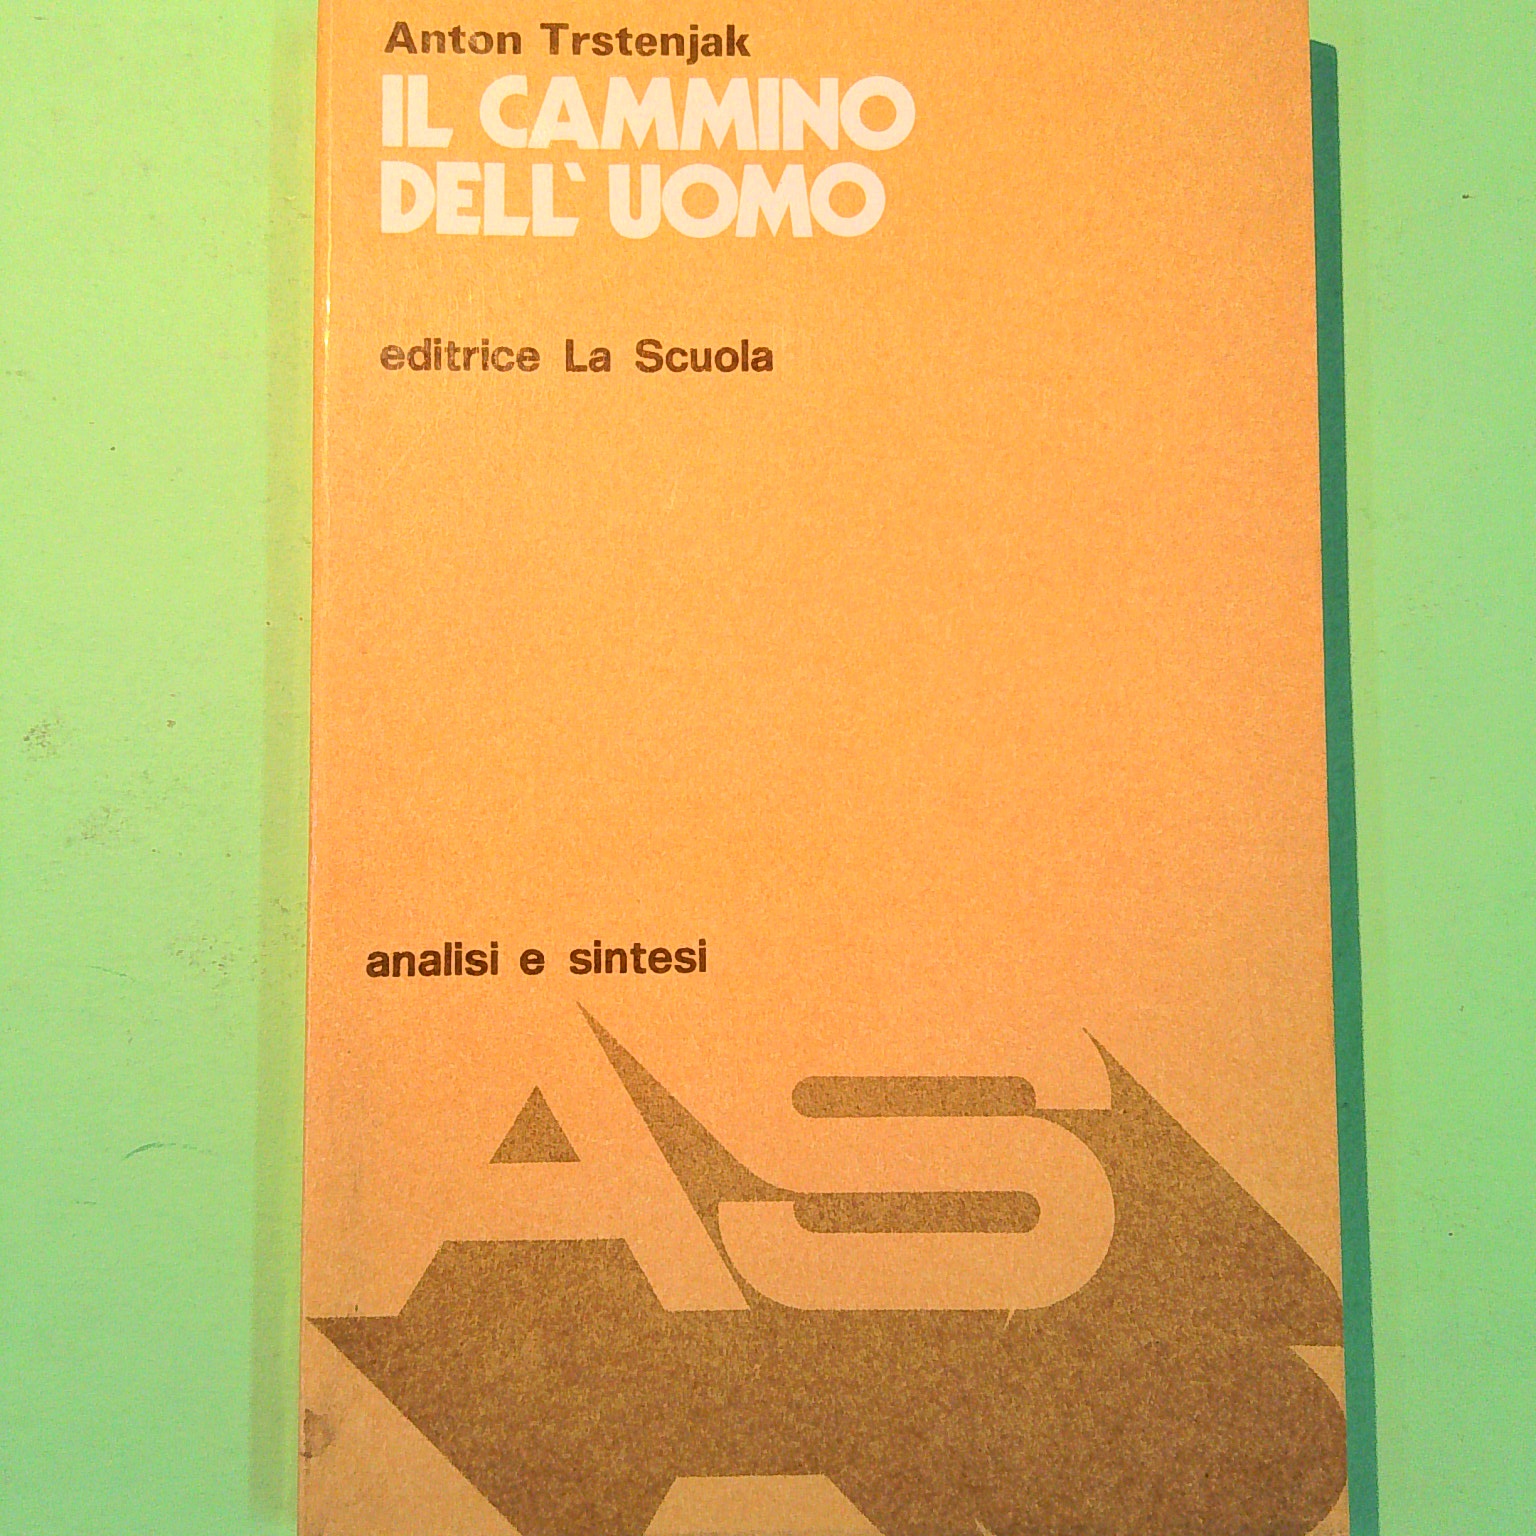 Anton Trstenjak
IL CAMMINO
DELL` UOMO
editrice La Scuola
analisi e sintesi
AS